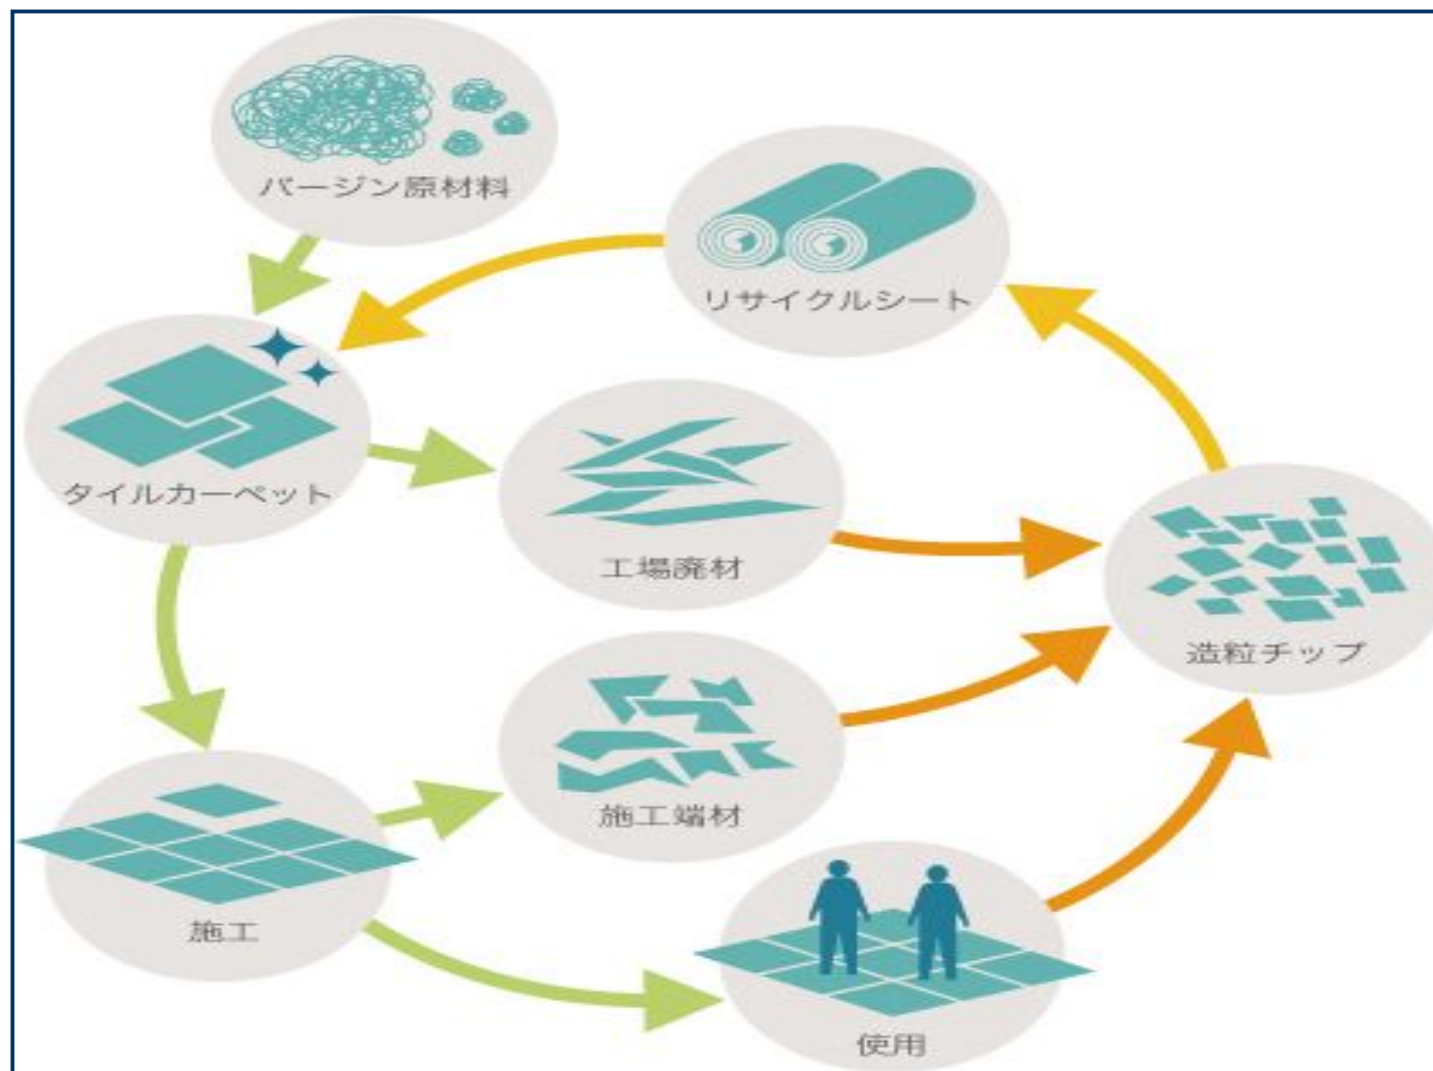 バージン原材料
リサイクルシート
タイルカーペット
工場廃材
造粒チップ
施工端材
施工
使用